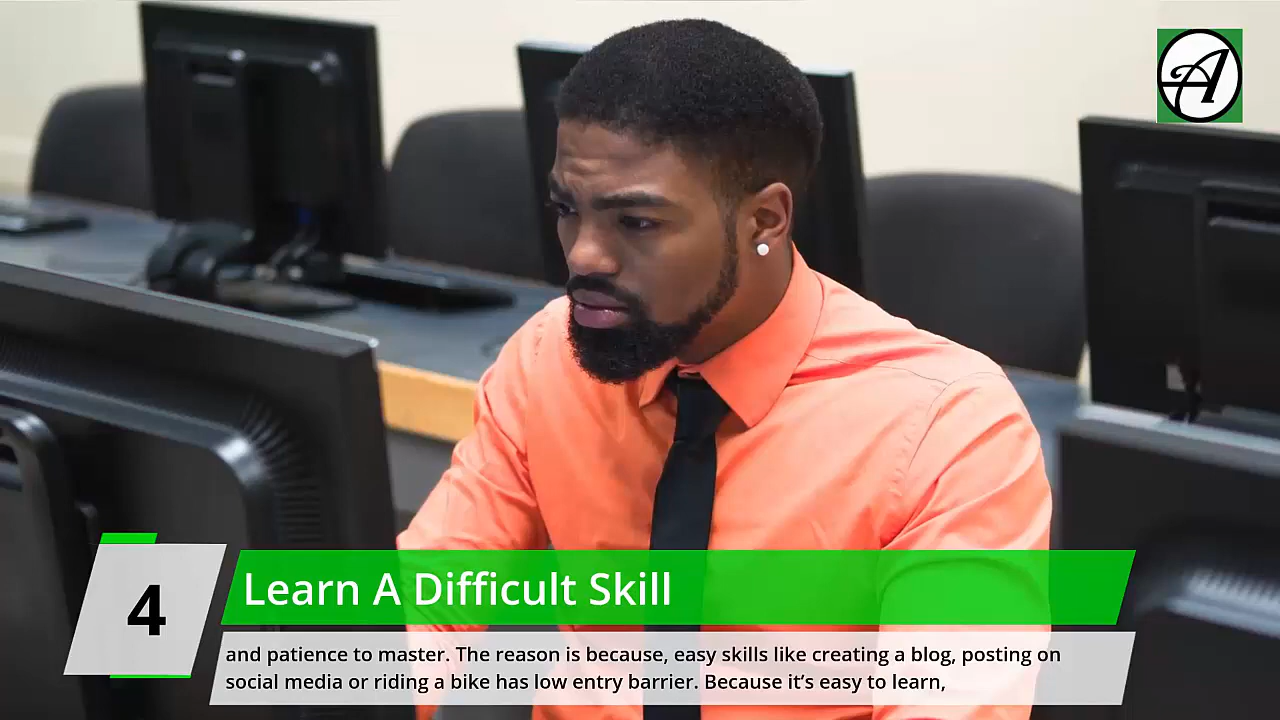 A
4
Learn A Difficult Skill
and patience to master. The reason is because, easy skills like creating a blog, posting on
social media or riding a bike has low entry barrier. Because it’s easy to learn,